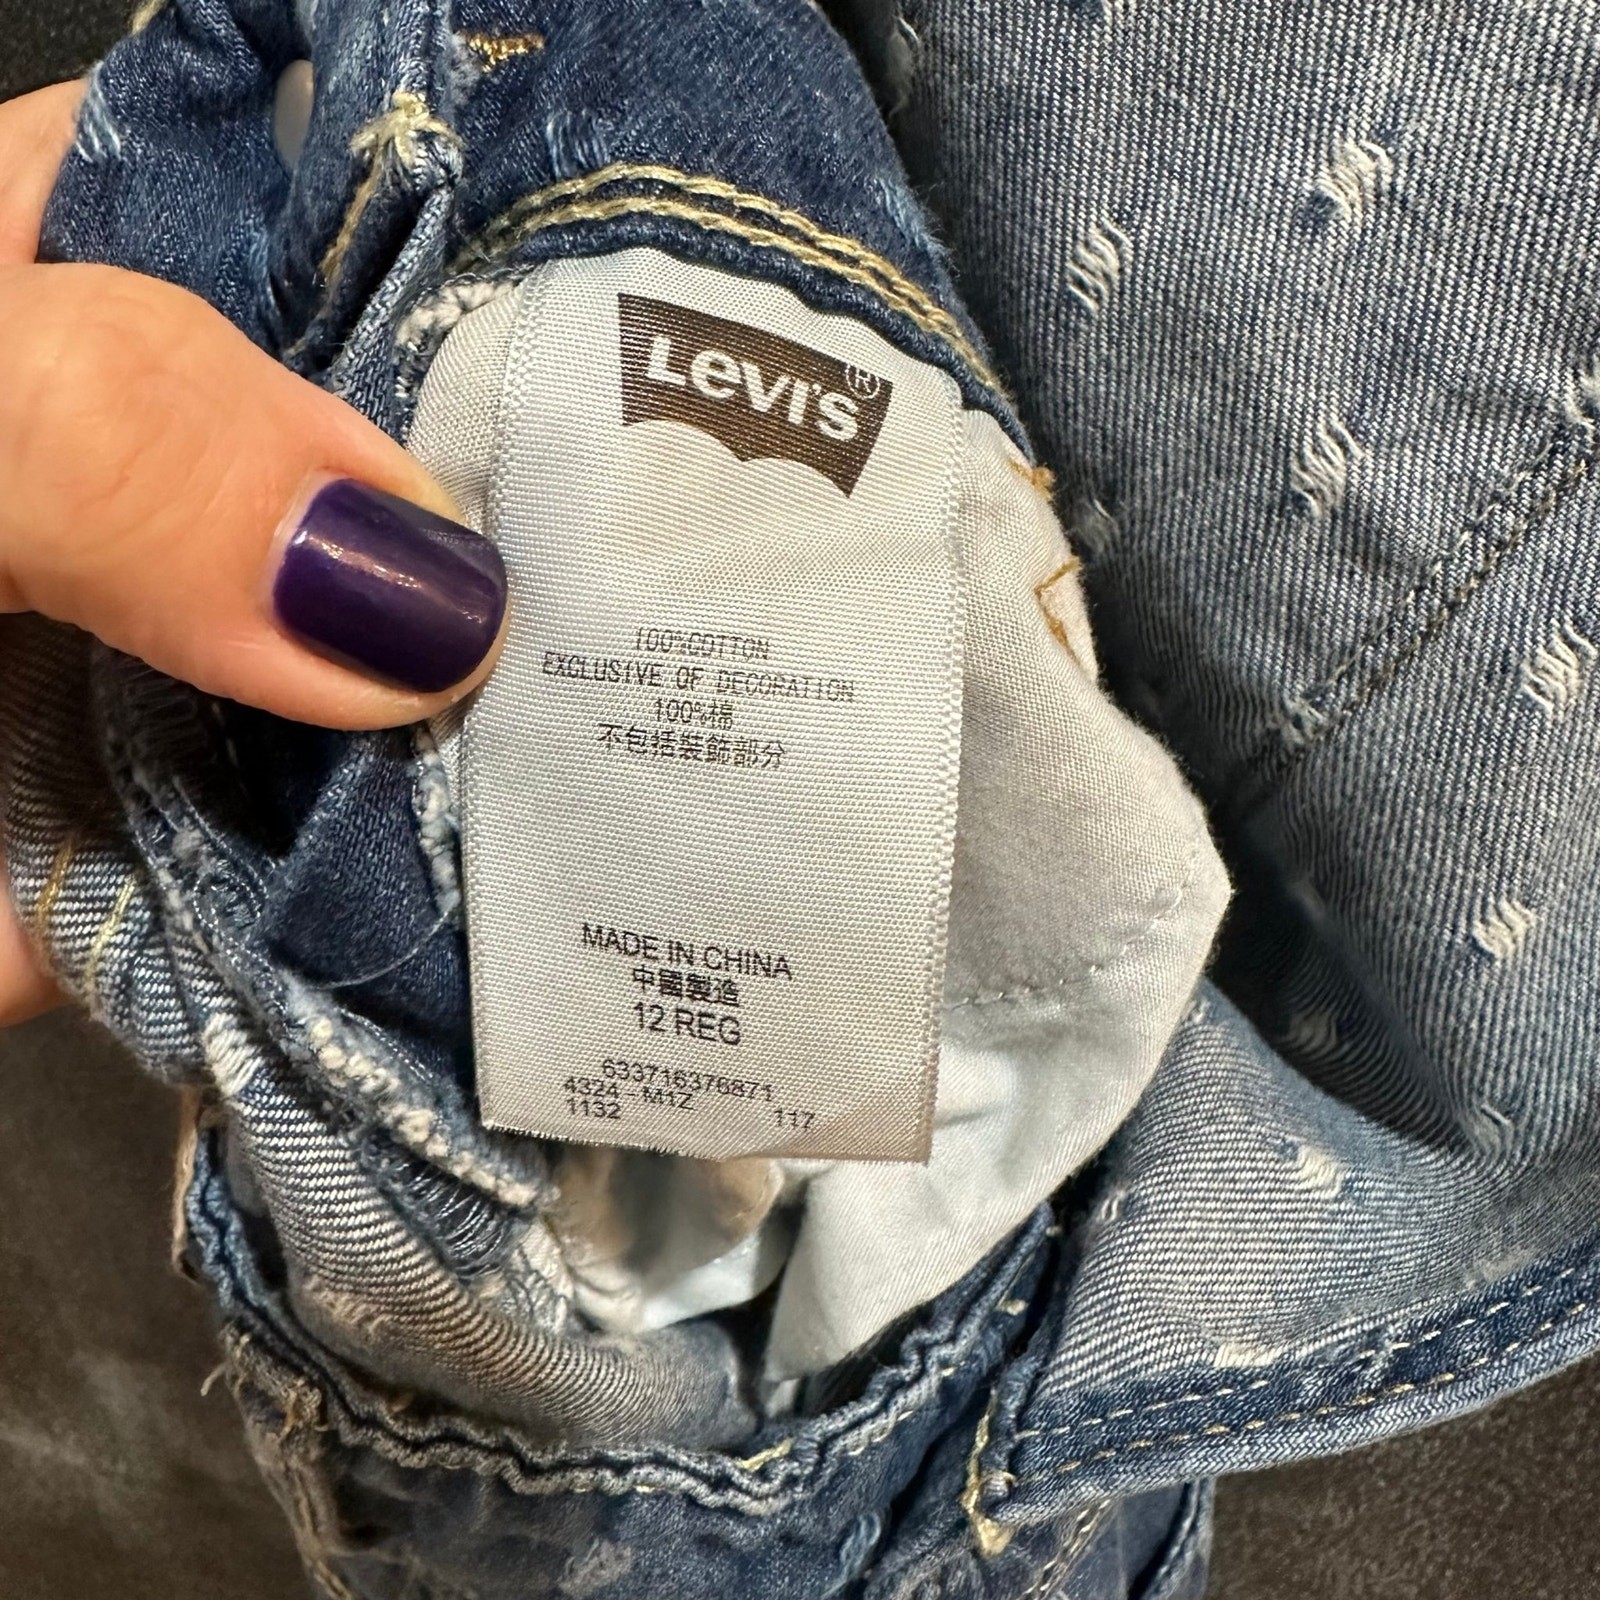 Levi's®
100%COTTON
EXCLUSIVE OF DECORATION
100%棉
不包括裝飾部分
MADE IN CHINA
中國製造
12 REG
633716376871
4324 - M1Z
1132 117